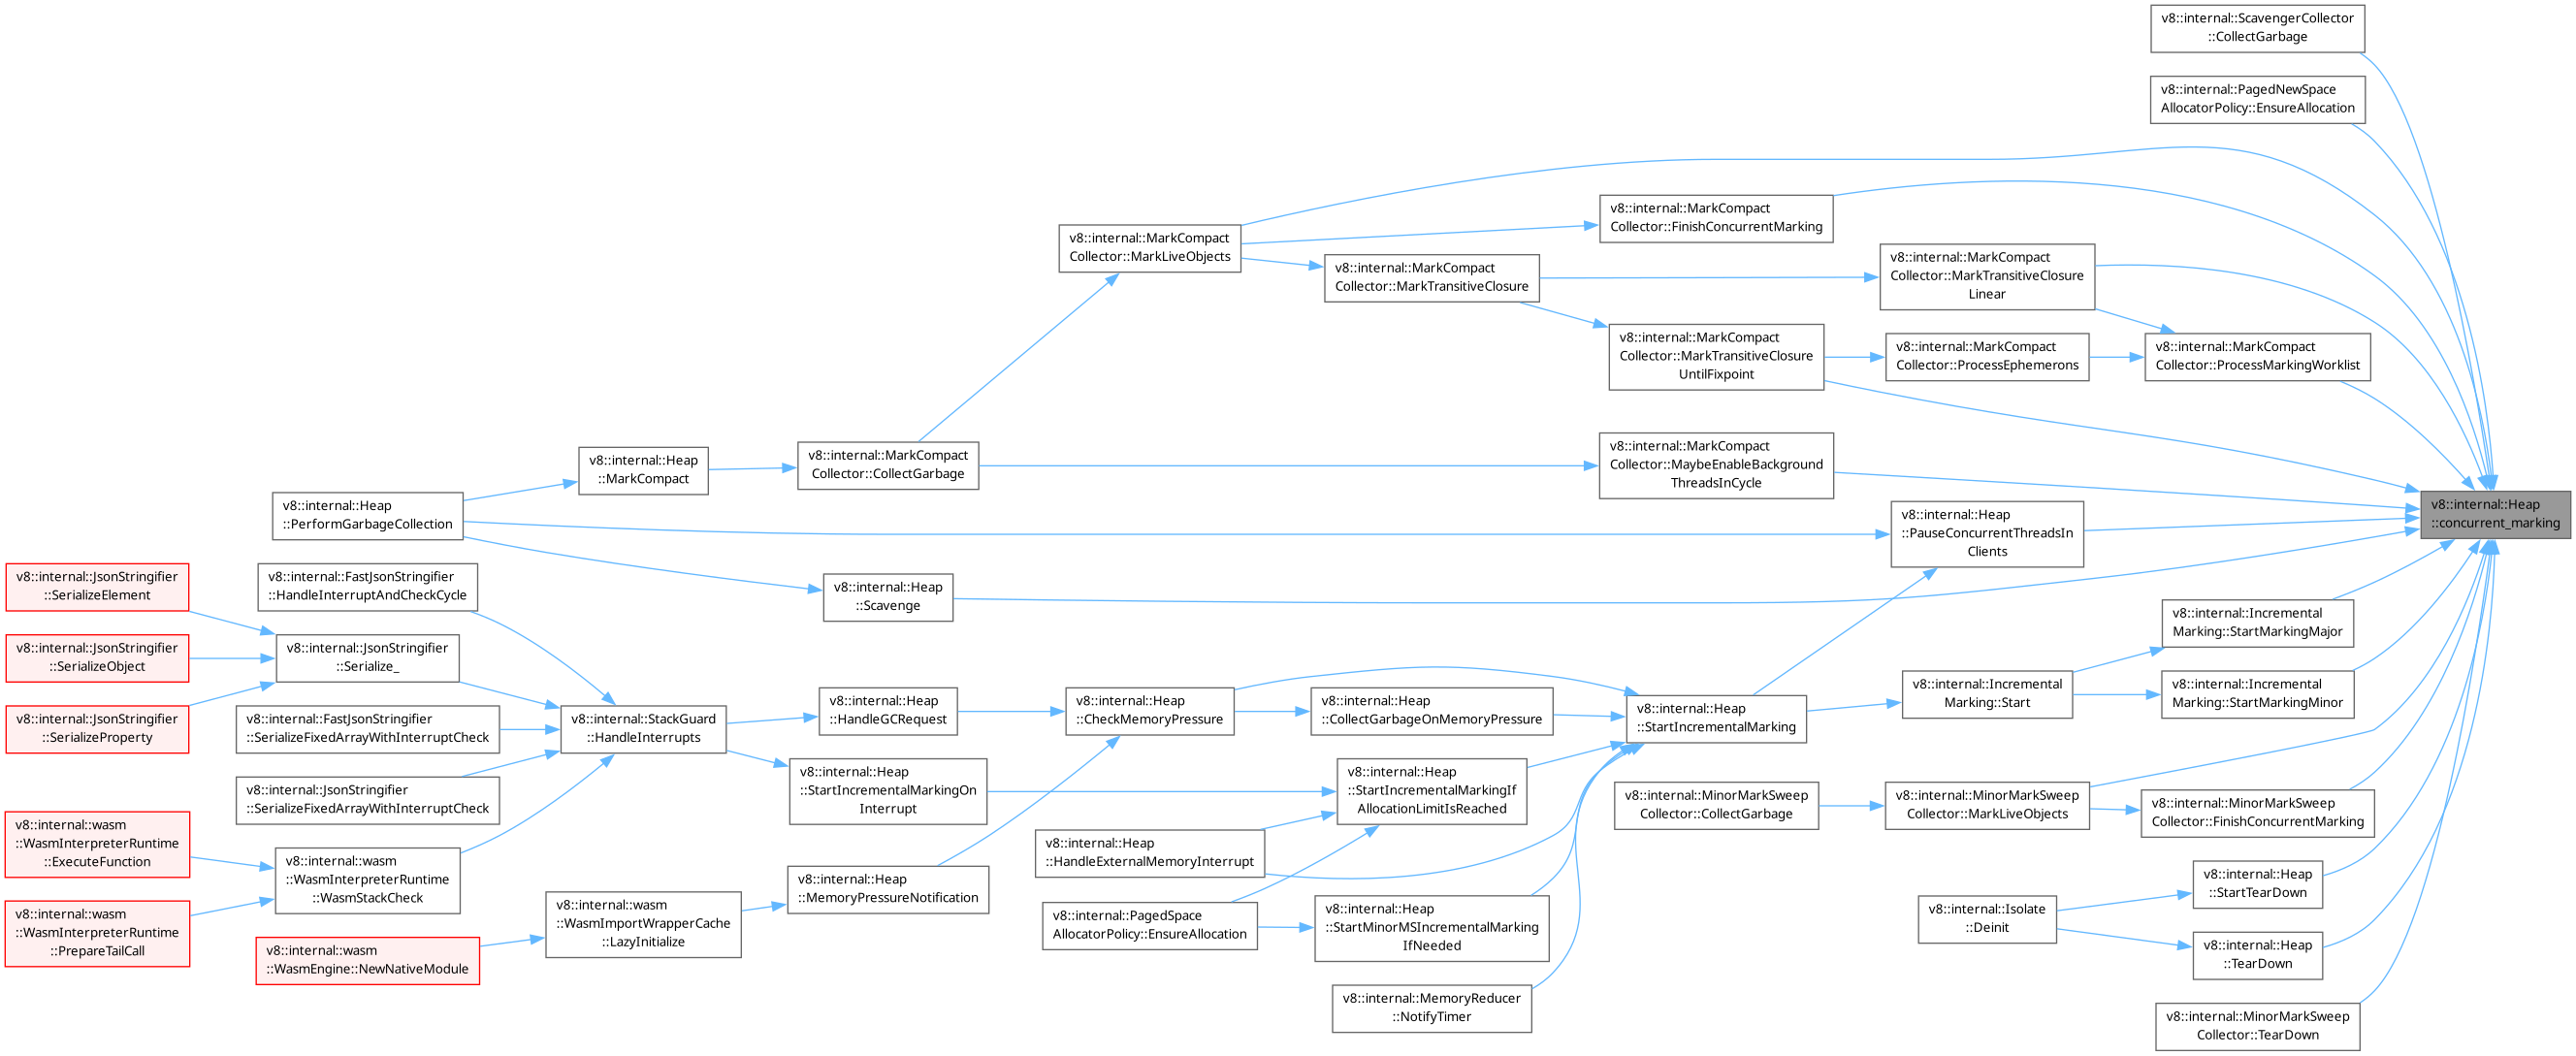 v8::internal::ScavengerCollector
::CollectGarbage
v8::internal::PagedNewSpace
AllocatorPolicy::EnsureAllocation
v8::internal::MarkCompact
Collector::FinishConcurrentMarking
v8::internal::MarkCompact
Collector::MarkLiveObjects
v8::internal::MarkCompact
Collector::MarkTransitiveClosure
v8::internal::MarkCompact
Collector::MarkTransitiveClosure
Linear
v8::internal::MarkCompact
Collector::MarkTransitiveClosure
UntilFixpoint
v8::internal::MarkCompact
Collector::ProcessEphemerons
v8::internal::MarkCompact
Collector::ProcessMarkingWorklist
v8::internal::Heap
::MarkCompact
v8::internal::MarkCompact
Collector::CollectGarbage
v8::internal::MarkCompact
Collector::MaybeEnableBackground
ThreadsInCycle
v8::internal::Heap
::concurrent_marking
v8::internal::Heap
::PerformGarbageCollection
v8::internal::Heap
::PauseConcurrentThreadsIn
Clients
v8::internal::JsonStringifier
::SerializeElement
v8::internal::FastJsonStringifier
::HandleInterruptAndCheckCycle
v8::internal::Heap
::Scavenge
v8::internal::Incremental
Marking::StartMarkingMajor
v8::internal::JsonStringifier
::SerializeObject
v8::internal::JsonStringifier
::Serialize_
v8::internal::Incremental
Marking::Start
v8::internal::Incremental
Marking::StartMarkingMinor
v8::internal::JsonStringifier
::SerializeProperty
v8::internal::FastJsonStringifier
::SerializeFixedArrayWithInterruptCheck
v8::internal::StackGuard
::HandleInterrupts
v8::internal::Heap
::HandleGCRequest
v8::internal::Heap
::CheckMemoryPressure
v8::internal::Heap
::CollectGarbageOnMemoryPressure
v8::internal::Heap
::StartIncrementalMarking
v8::internal::JsonStringifier
::SerializeFixedArrayWithInterruptCheck
v8::internal::Heap
::StartIncrementalMarkingOn
Interrupt
v8::internal::Heap
::StartIncrementalMarkingIf
AllocationLimitIsReached
v8::internal::MinorMarkSweep
Collector::CollectGarbage
v8::internal::MinorMarkSweep
Collector::MarkLiveObjects
v8::internal::MinorMarkSweep
Collector::FinishConcurrentMarking
v8::internal::wasm
::WasmInterpreterRuntime
::ExecuteFunction
v8::internal::wasm
::WasmInterpreterRuntime
::WasmStackCheck
v8::internal::Heap
::HandleExternalMemoryInterrupt
v8::internal::Heap
::MemoryPressureNotification
v8::internal::Heap
::StartTearDown
v8::internal::wasm
::WasmInterpreterRuntime
::PrepareTailCall
v8::internal::wasm
::WasmImportWrapperCache
::LazyInitialize
v8::internal::PagedSpace
AllocatorPolicy::EnsureAllocation
v8::internal::Heap
::StartMinorMSIncrementalMarking
IfNeeded
v8::internal::Isolate
::Deinit
v8::internal::wasm
::WasmEngine::NewNativeModule
v8::internal::Heap
::TearDown
v8::internal::MemoryReducer
::NotifyTimer
v8::internal::MinorMarkSweep
Collector::TearDown